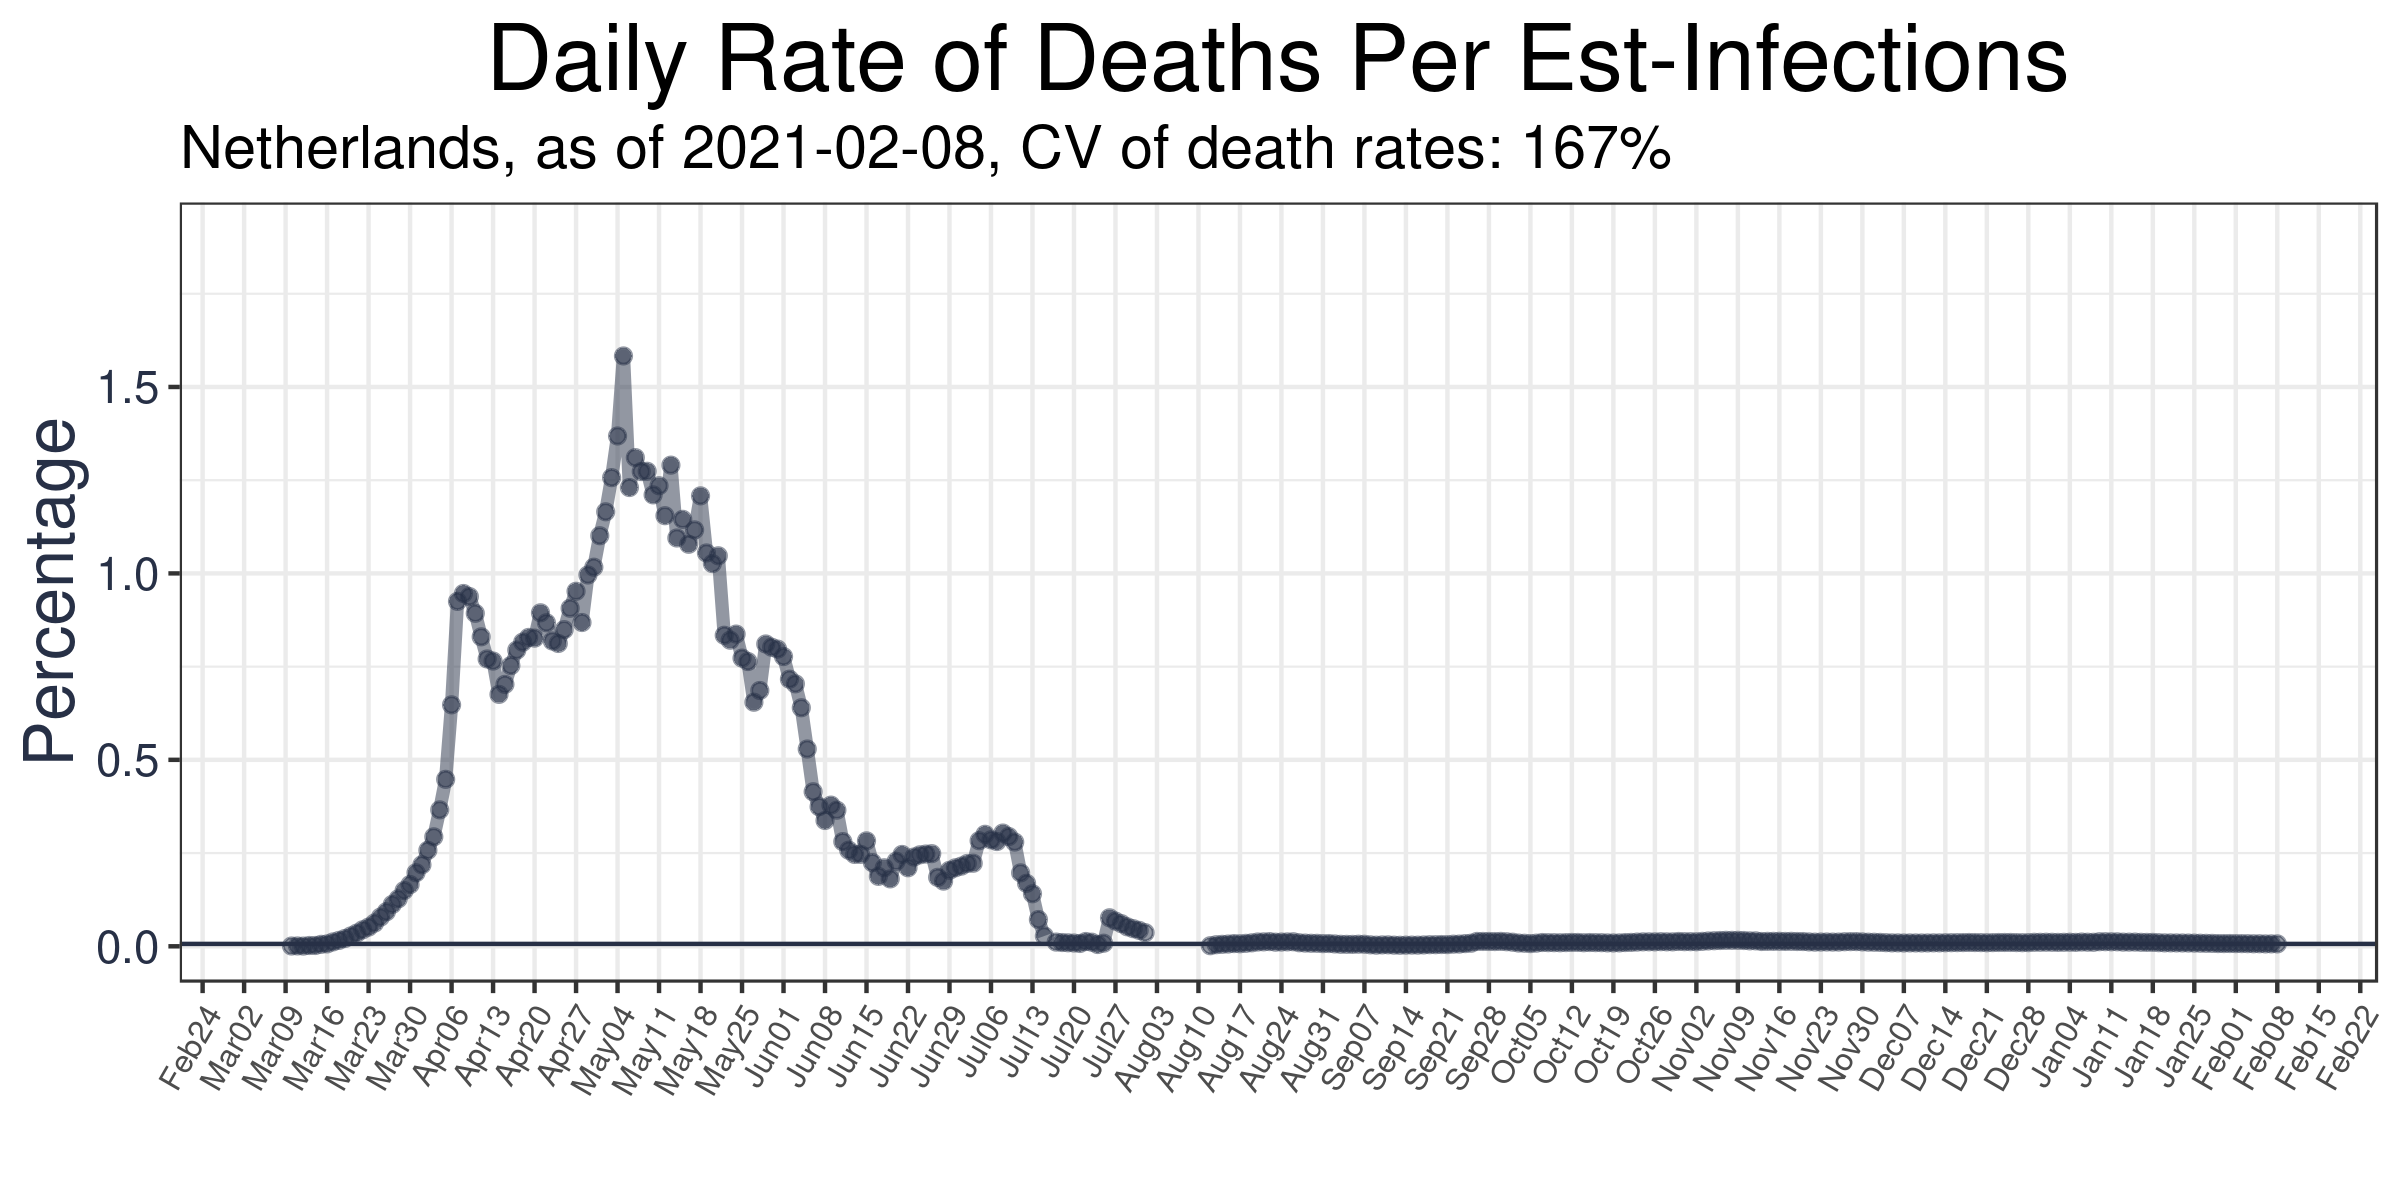 Daily Rate of Deaths Per Est-Infections
Netherlands, as of 2021-02-08, CV of death rates: 167%
Percentage
1.5
1.0
0.5
0.0
Feb24
Mar02
Mar09
Mar16
Mar23
Mar30
Apr06
Apr13
Apr20
Apr27
May04
May11
May18
May25
Jun01
Jun08
Jun15
Jun22
Jun29
Jul06
Jul13
Jul20
Jul27
Aug03
Aug10
Aug17
Aug24
Aug31
Sep07
Sep14
Sep21
Sep28
Oct05
Oct12
Oct19
Oct26
Nov02
Nov09
Nov16
Nov23
Nov30
Dec07
Dec14
Dec21
Dec28
Jan04
Jan11
Jan18
Jan25
Feb01
Feb08
Feb15
Feb22